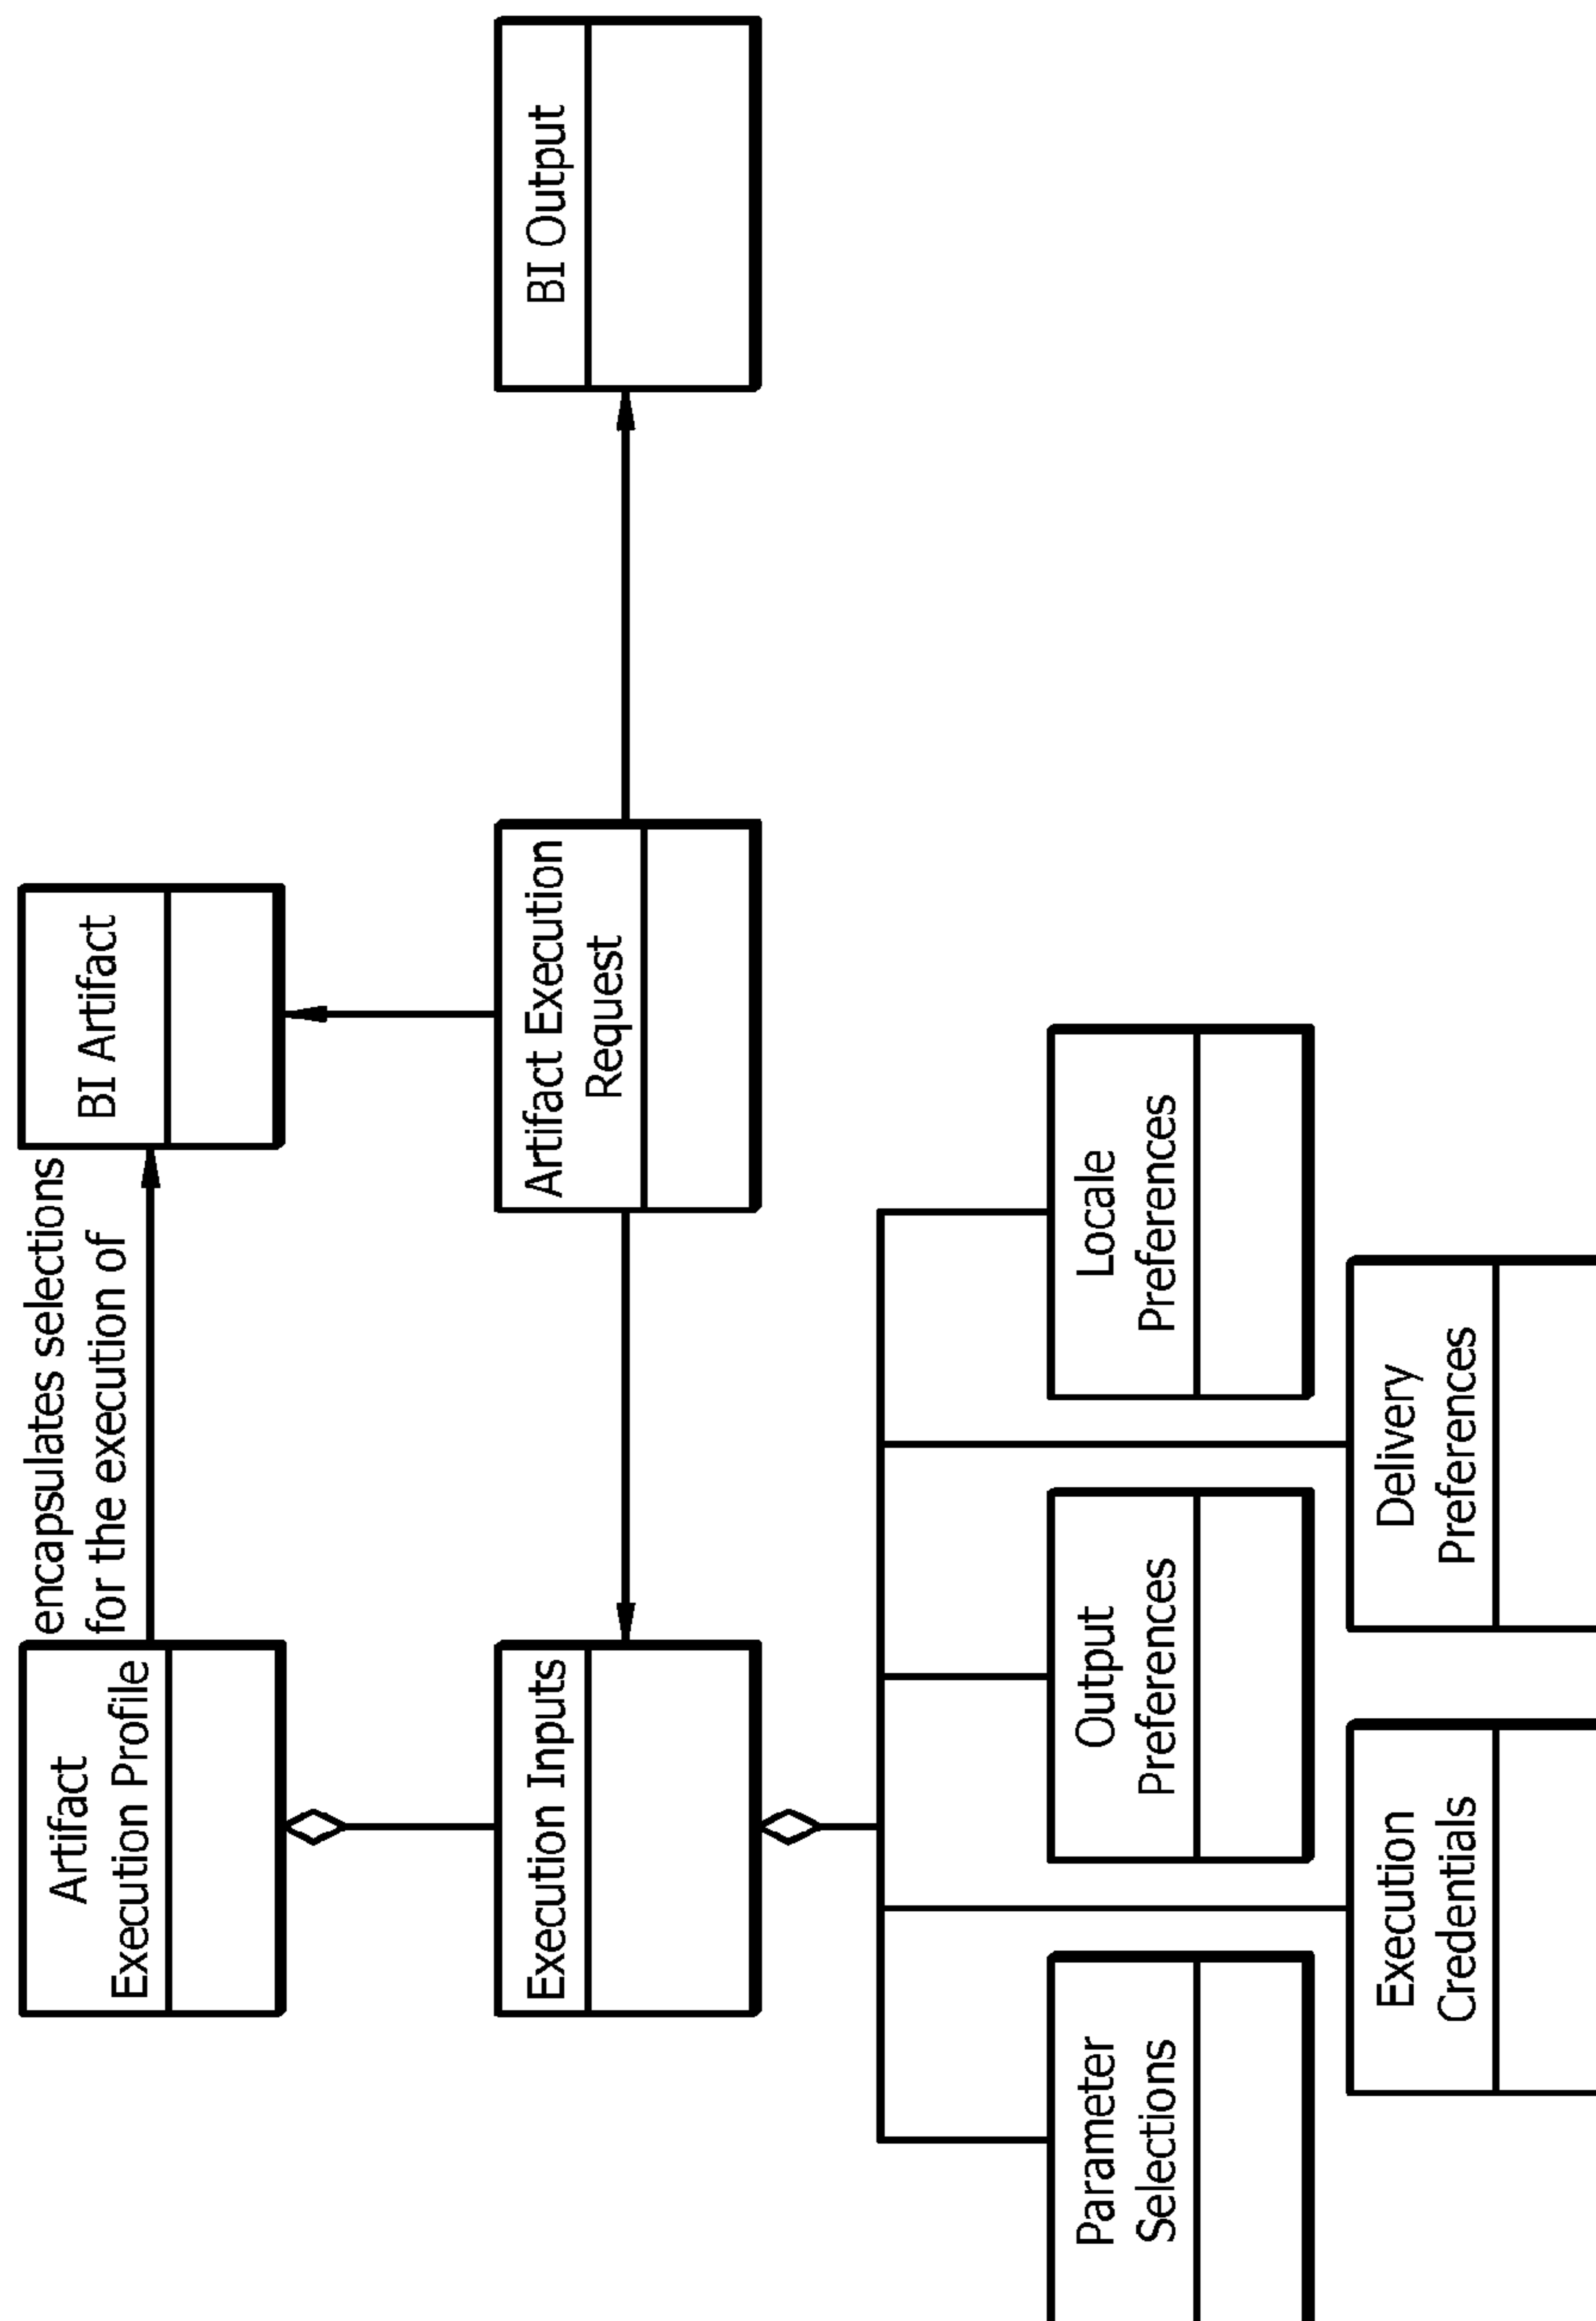 Artifact
Execution Profile
encapsulates selections
for the execution of
BI Artifact
Execution Inputs
Artifact Execution
Request
BI Output
Parameter
Selections
Output
Preferences
Locale
Preferences
Execution
Credentials
Delivery
Preferences